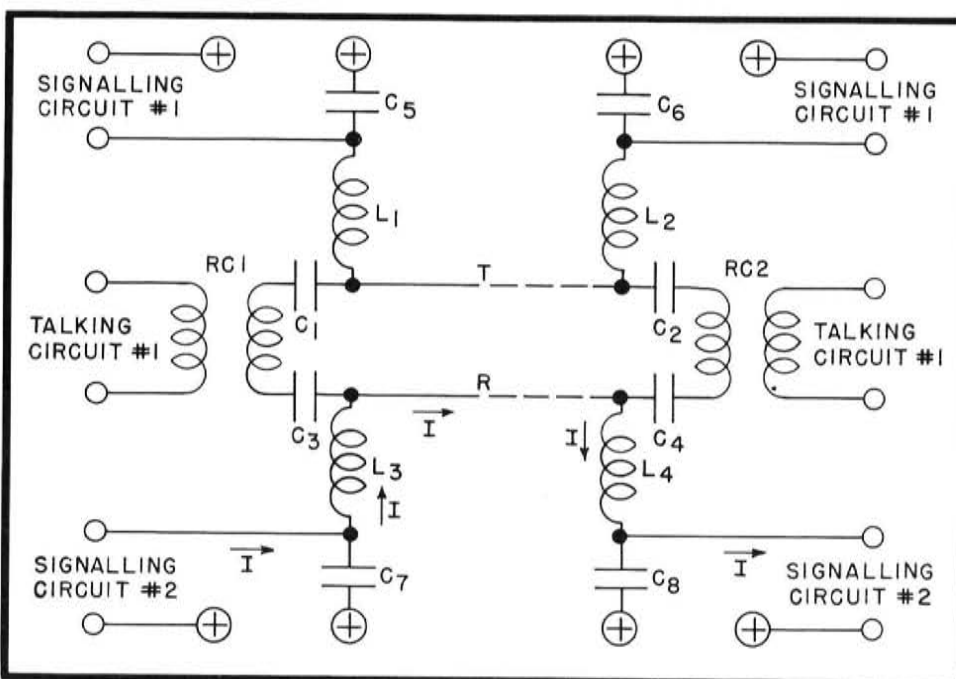 SIGNALLING
CIRCUIT #1
C5
C6
SIGNALLING
CIRCUIT #1
L1
L2
RC1
T
RC2
C1
C2
TALKING
CIRCUIT #1
TALKING
CIRCUIT #1
R
I
C3
I
C4
L3
L4
I
I
I
SIGNALLING
CIRCUIT #2
C7
C8
SIGNALLING
CIRCUIT #2